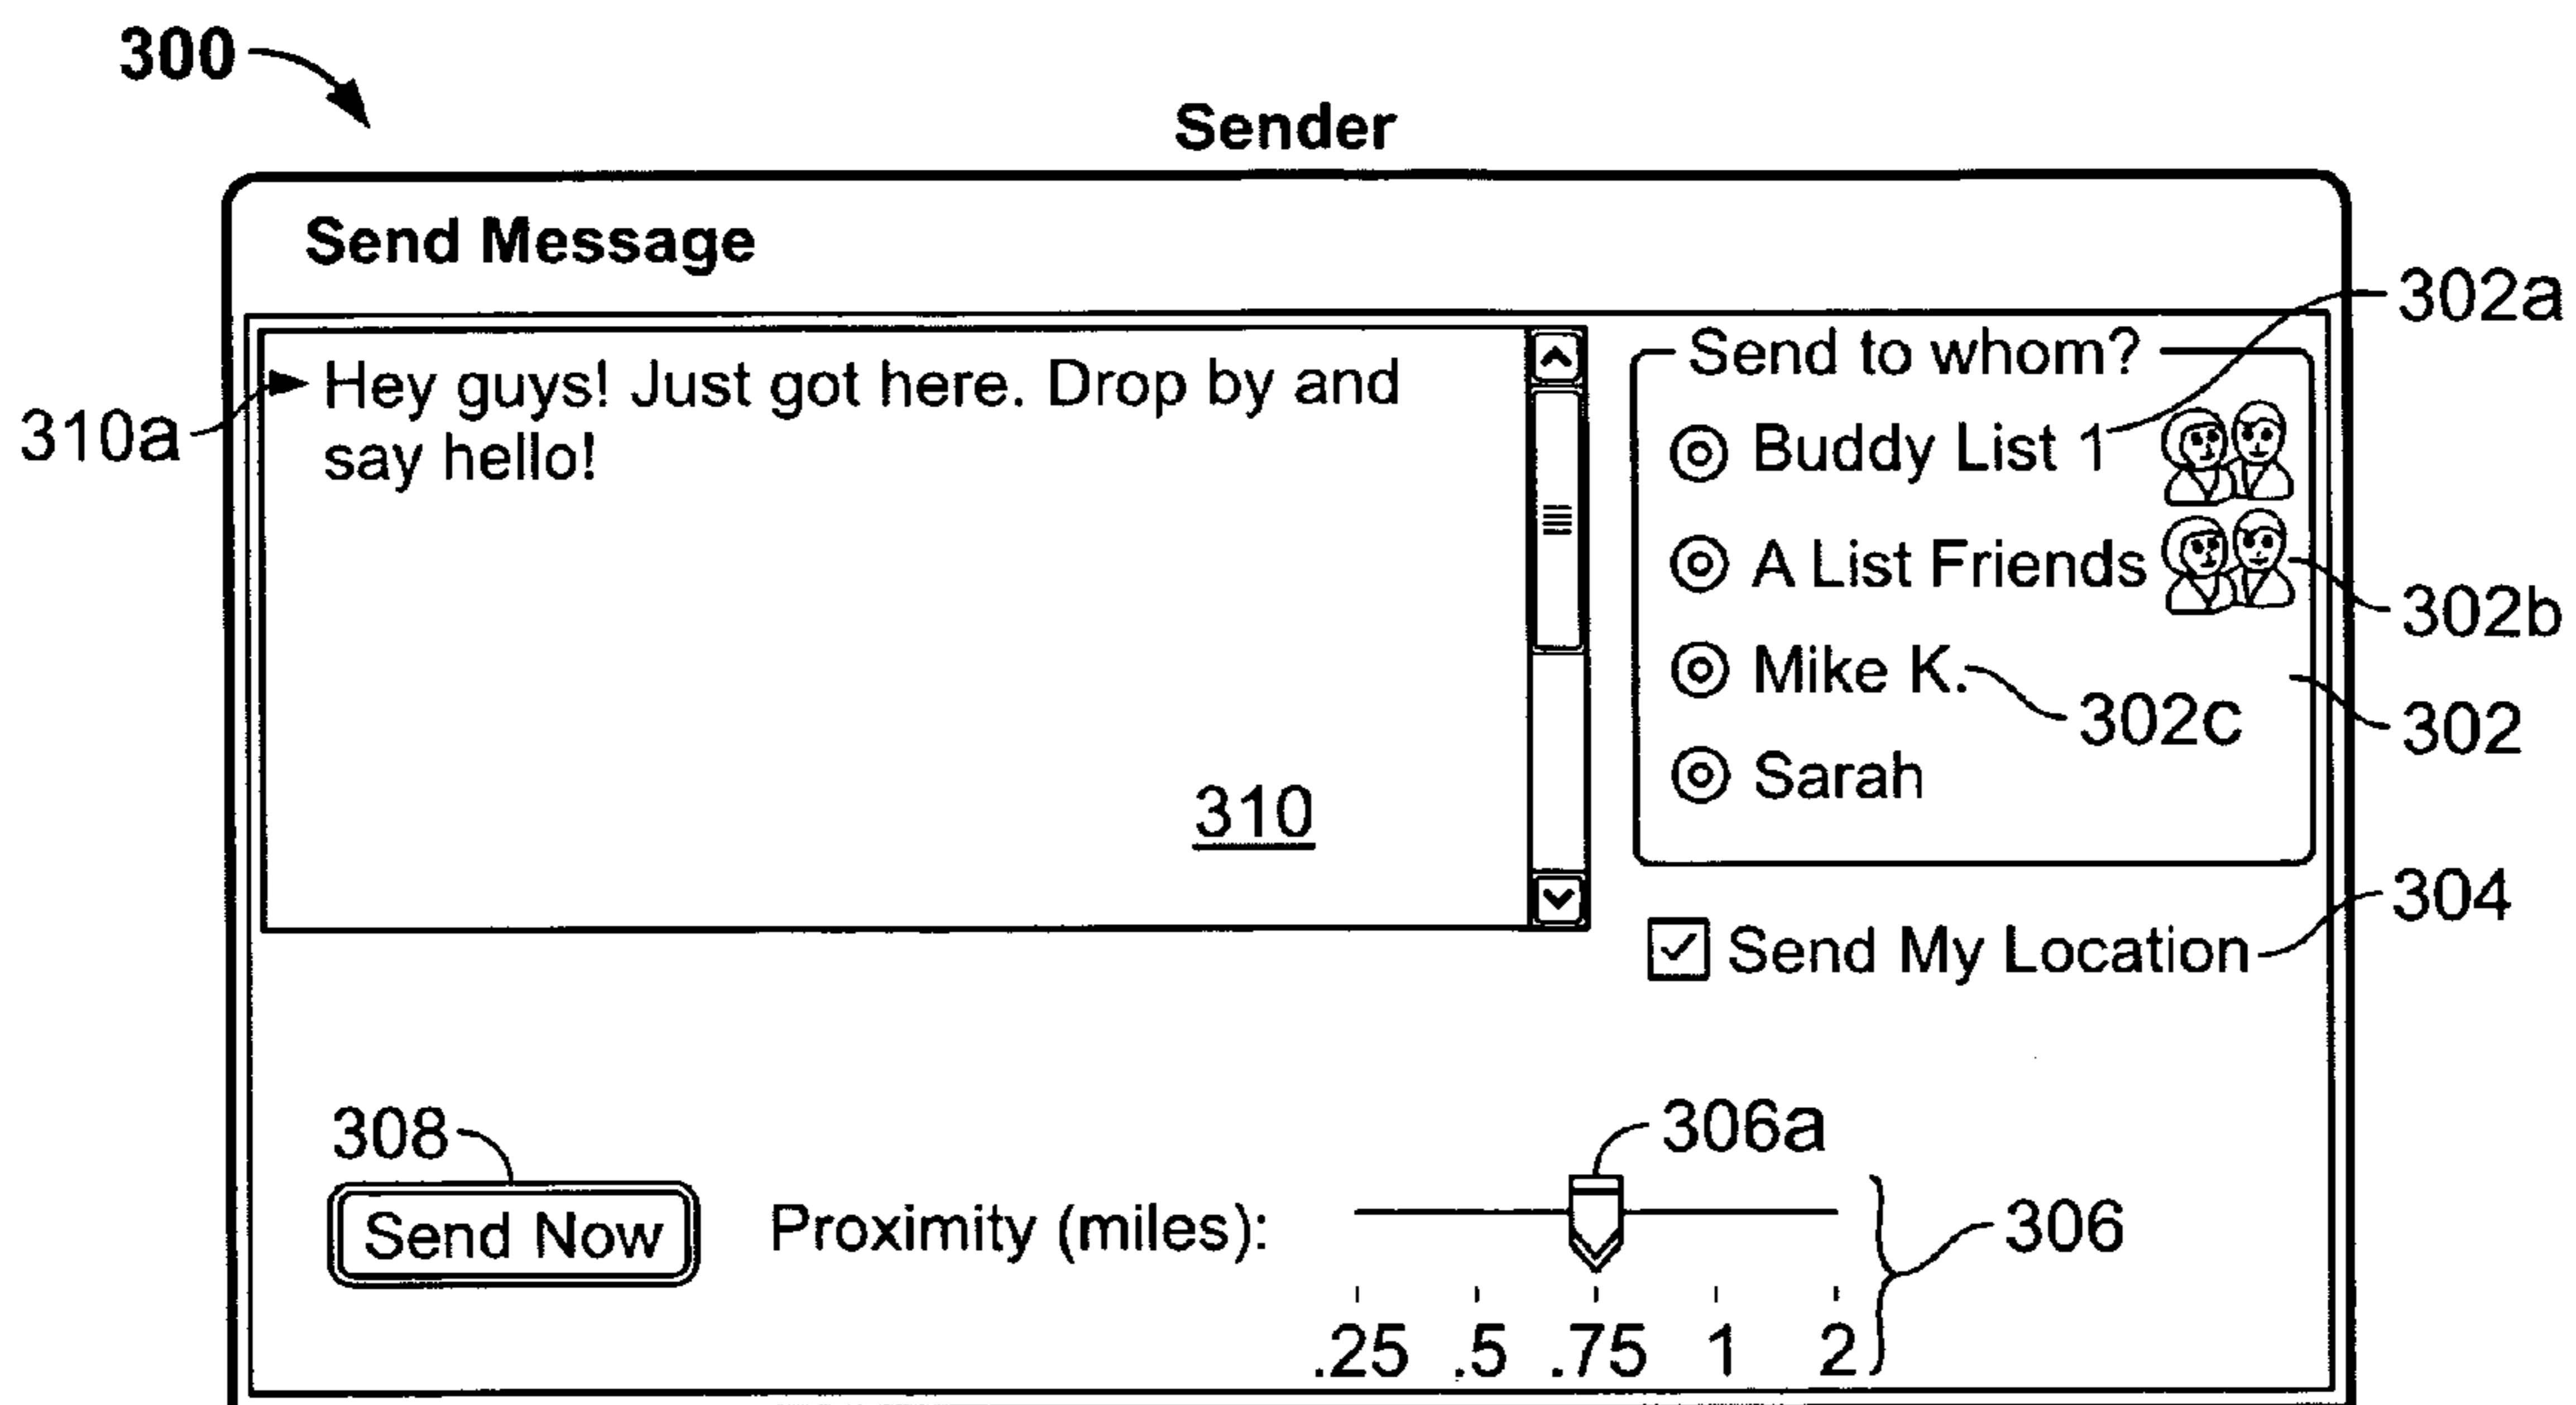 300
Sender
Send Message
302a
310a
Hey guys! Just got here. Drop by and
say hello!
310
Send to whom?
Buddy List 1
A List Friends
302b
Mike K.
302c
302
Sarah
304
Send My Location
308
Send Now
Proximity (miles):
306a
306
.25 .5 .75 1 2